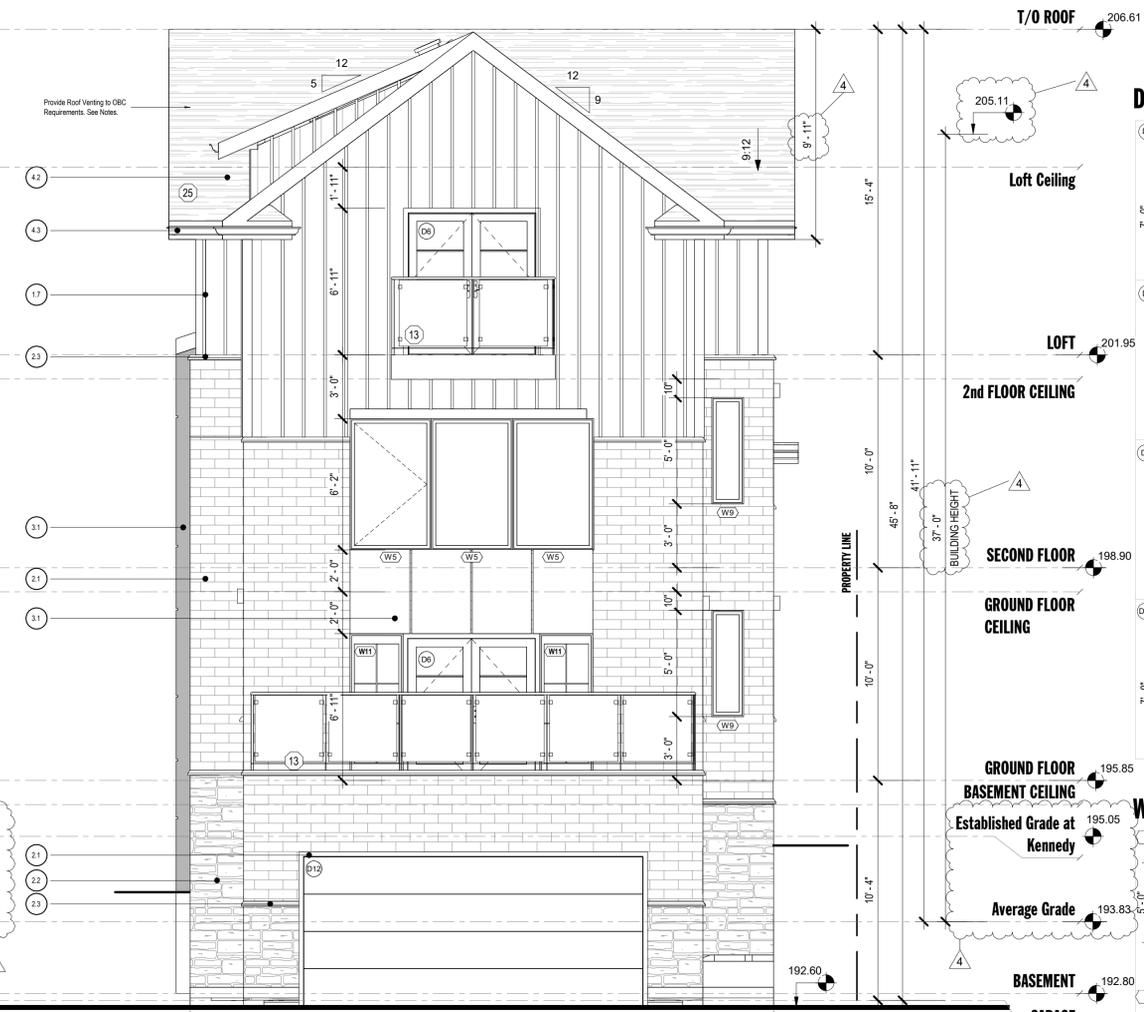 T/O ROOF
206.61
12
5
12
9
Provide Roof Venting to OBC
Requirements. See Notes.
4
4
205.11
9' - 11"
9:12
4.2
25
1' - 11"
15' - 4"
Loft Ceiling
4.3
D6
6' - 11"
1.7
13
2.3
LOFT
201.95
3' - 0"
10"
2nd FLOOR CEILING
5' - 0"
10' - 0"
41' - 11"
6' - 2"
45' - 8"
37' - 0"
BUILDING HEIGHT
4
3.1
W9
W5
W5
W5
3' - 0"
PROPERTY LINE
SECOND FLOOR
198.90
2.1
2' - 0"
10"
GROUND FLOOR
CEILING
3.1
2' - 0"
W11
D6
W11
5' - 0"
10' - 0"
6' - 11"
W9
3' - 0"
13
GROUND FLOOR
195.85
BASEMENT CEILING
Established Grade at
Kennedy
195.05
2.1
D12
2.2
2.3
10' - 4"
Average Grade
193.83
4
192.60
BASEMENT
192.80
5' - 0"